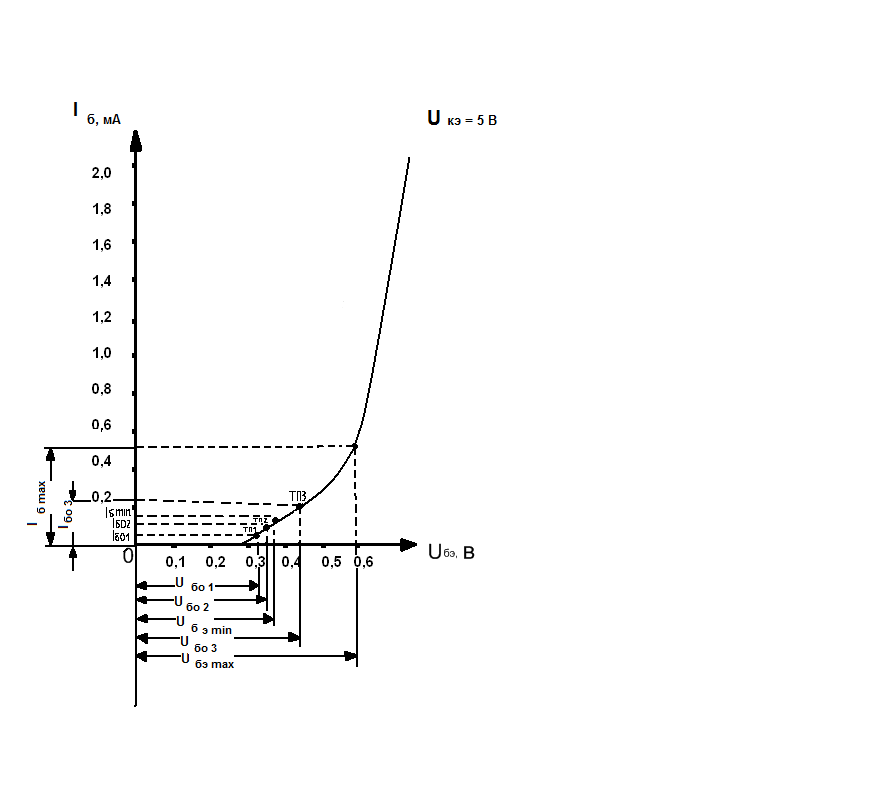 I б, мА
U кэ = 5 В
2,0
1,8
1,6
1,4
1,2
1,0
0,8
0,6
0,4
0,2
I б max
I бо 3
Iб min
Iбо2
Iбо1
ТП3
ТП2
ТП1
0
0,1
0,2
0,3
0,4
0,5
0,6
U бэ, В
U бо 1
U бо 2
U б э min
U бо 3
U бэ max